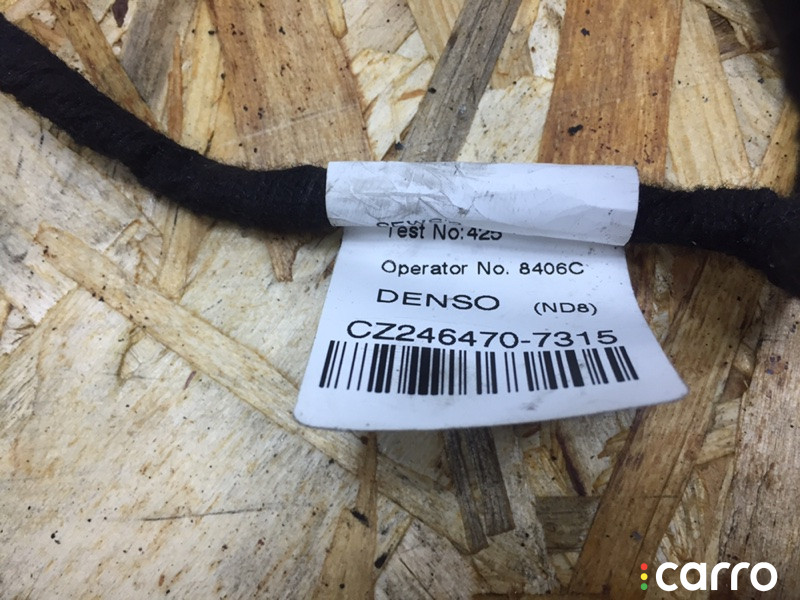 Test No:425
Operator No. 8406C
DENSO (ND8)
CZ246470-7315
carro